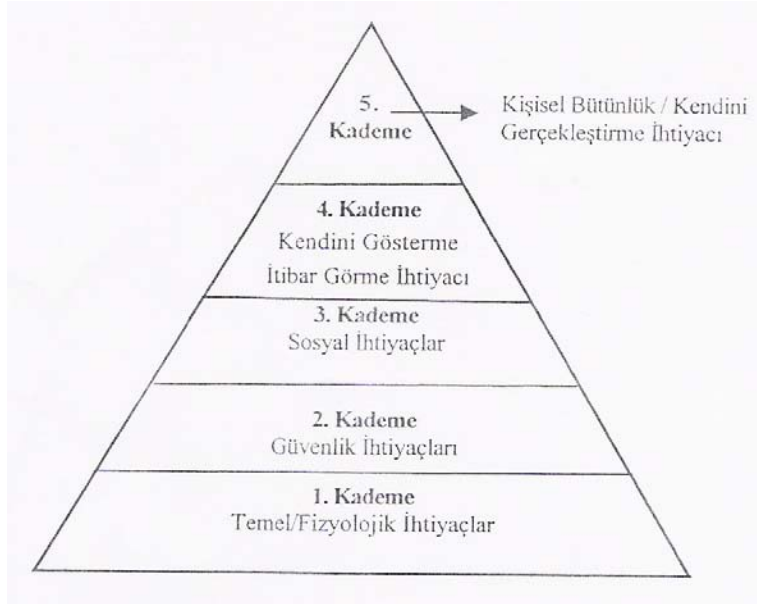 5.
Kademe
Kişisel Bütünlük / Kendini
Gerçekleştirme İhtiyacı
4. Kademe
Kendini Gösterme
İtibar Görme İhtiyacı
3. Kademe
Sosyal İhtiyaçlar
2. Kademe
Güvenlik İhtiyaçları
1. Kademe
Temel/Fizyolojik İhtiyaçlar